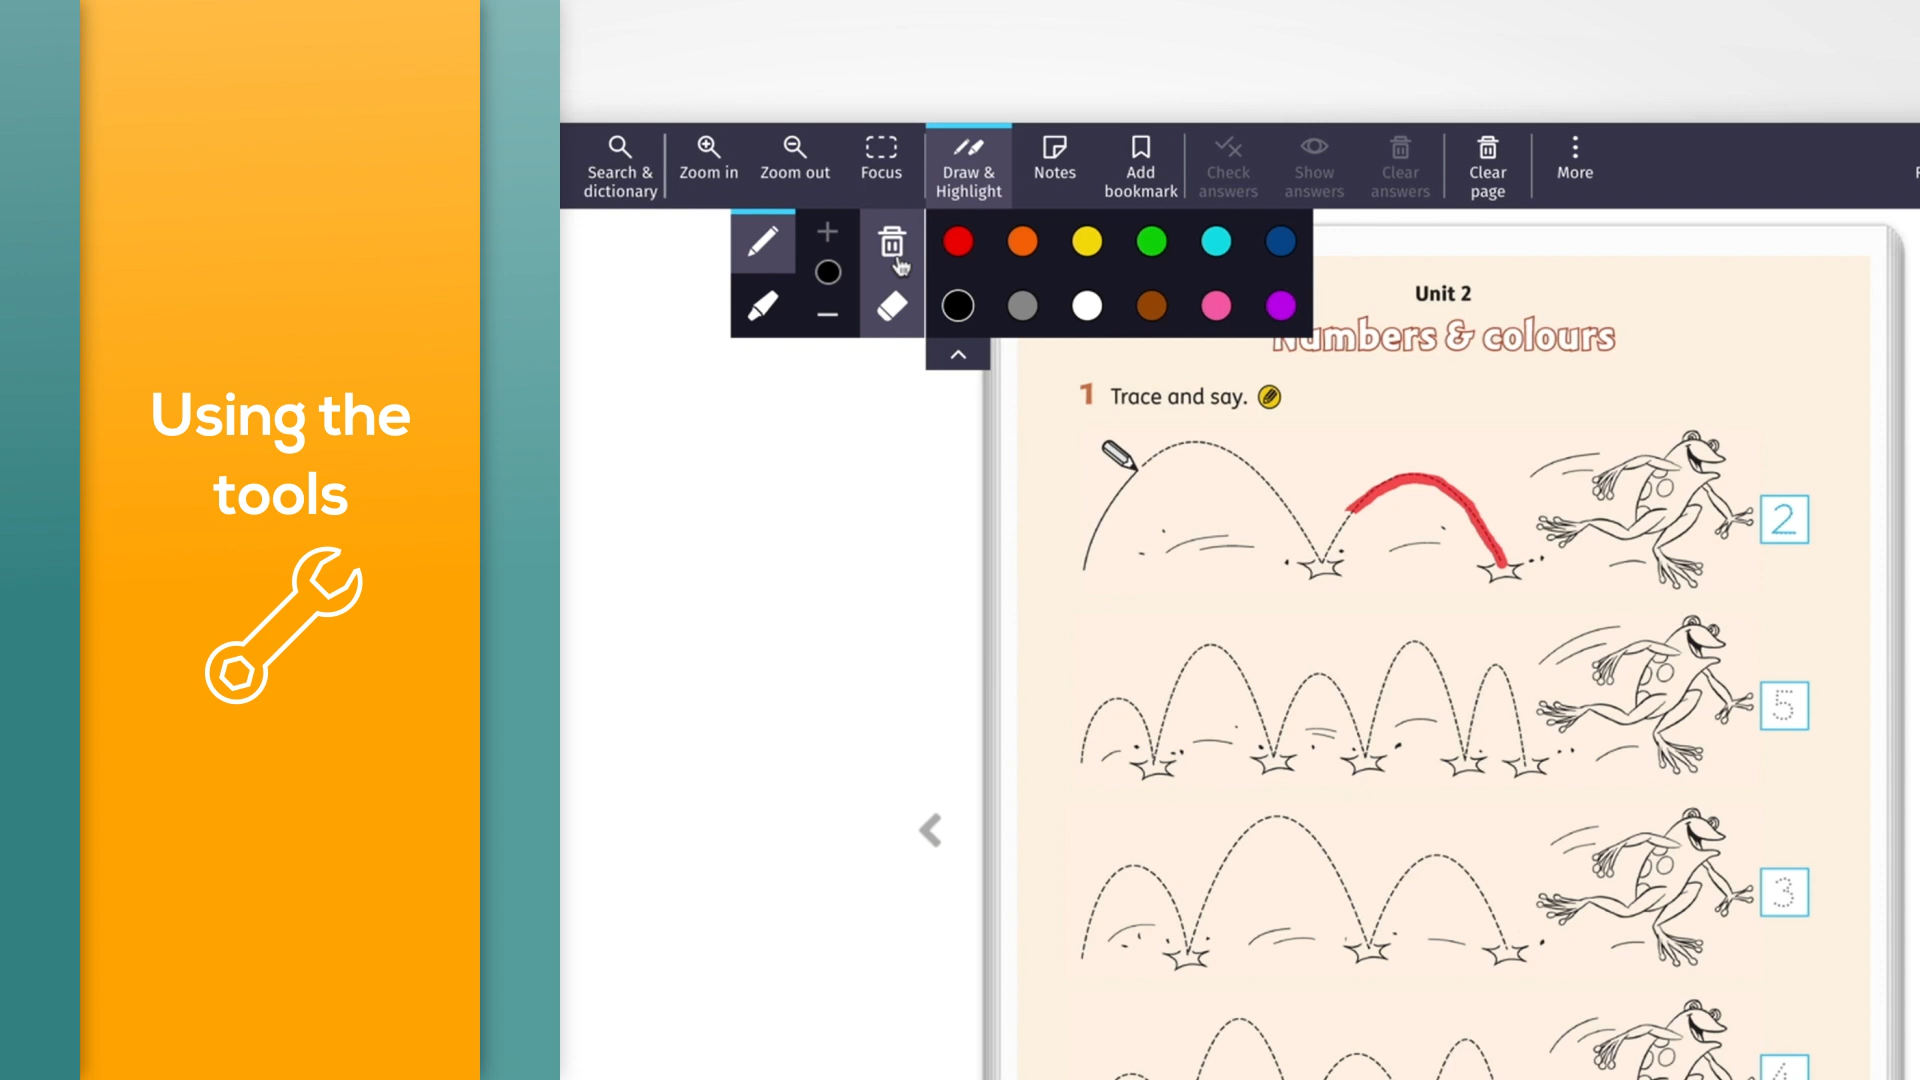 Using the
tools
Search &
dictionary
Zoom in
Zoom out
Focus
Draw &
Highlight
Notes
Add
bookmark
Check
answers
Show
answers
Clear
answers
Clear
page
More
Unit 2
Numbers & colours
1 Trace and say.
2
5
3
4